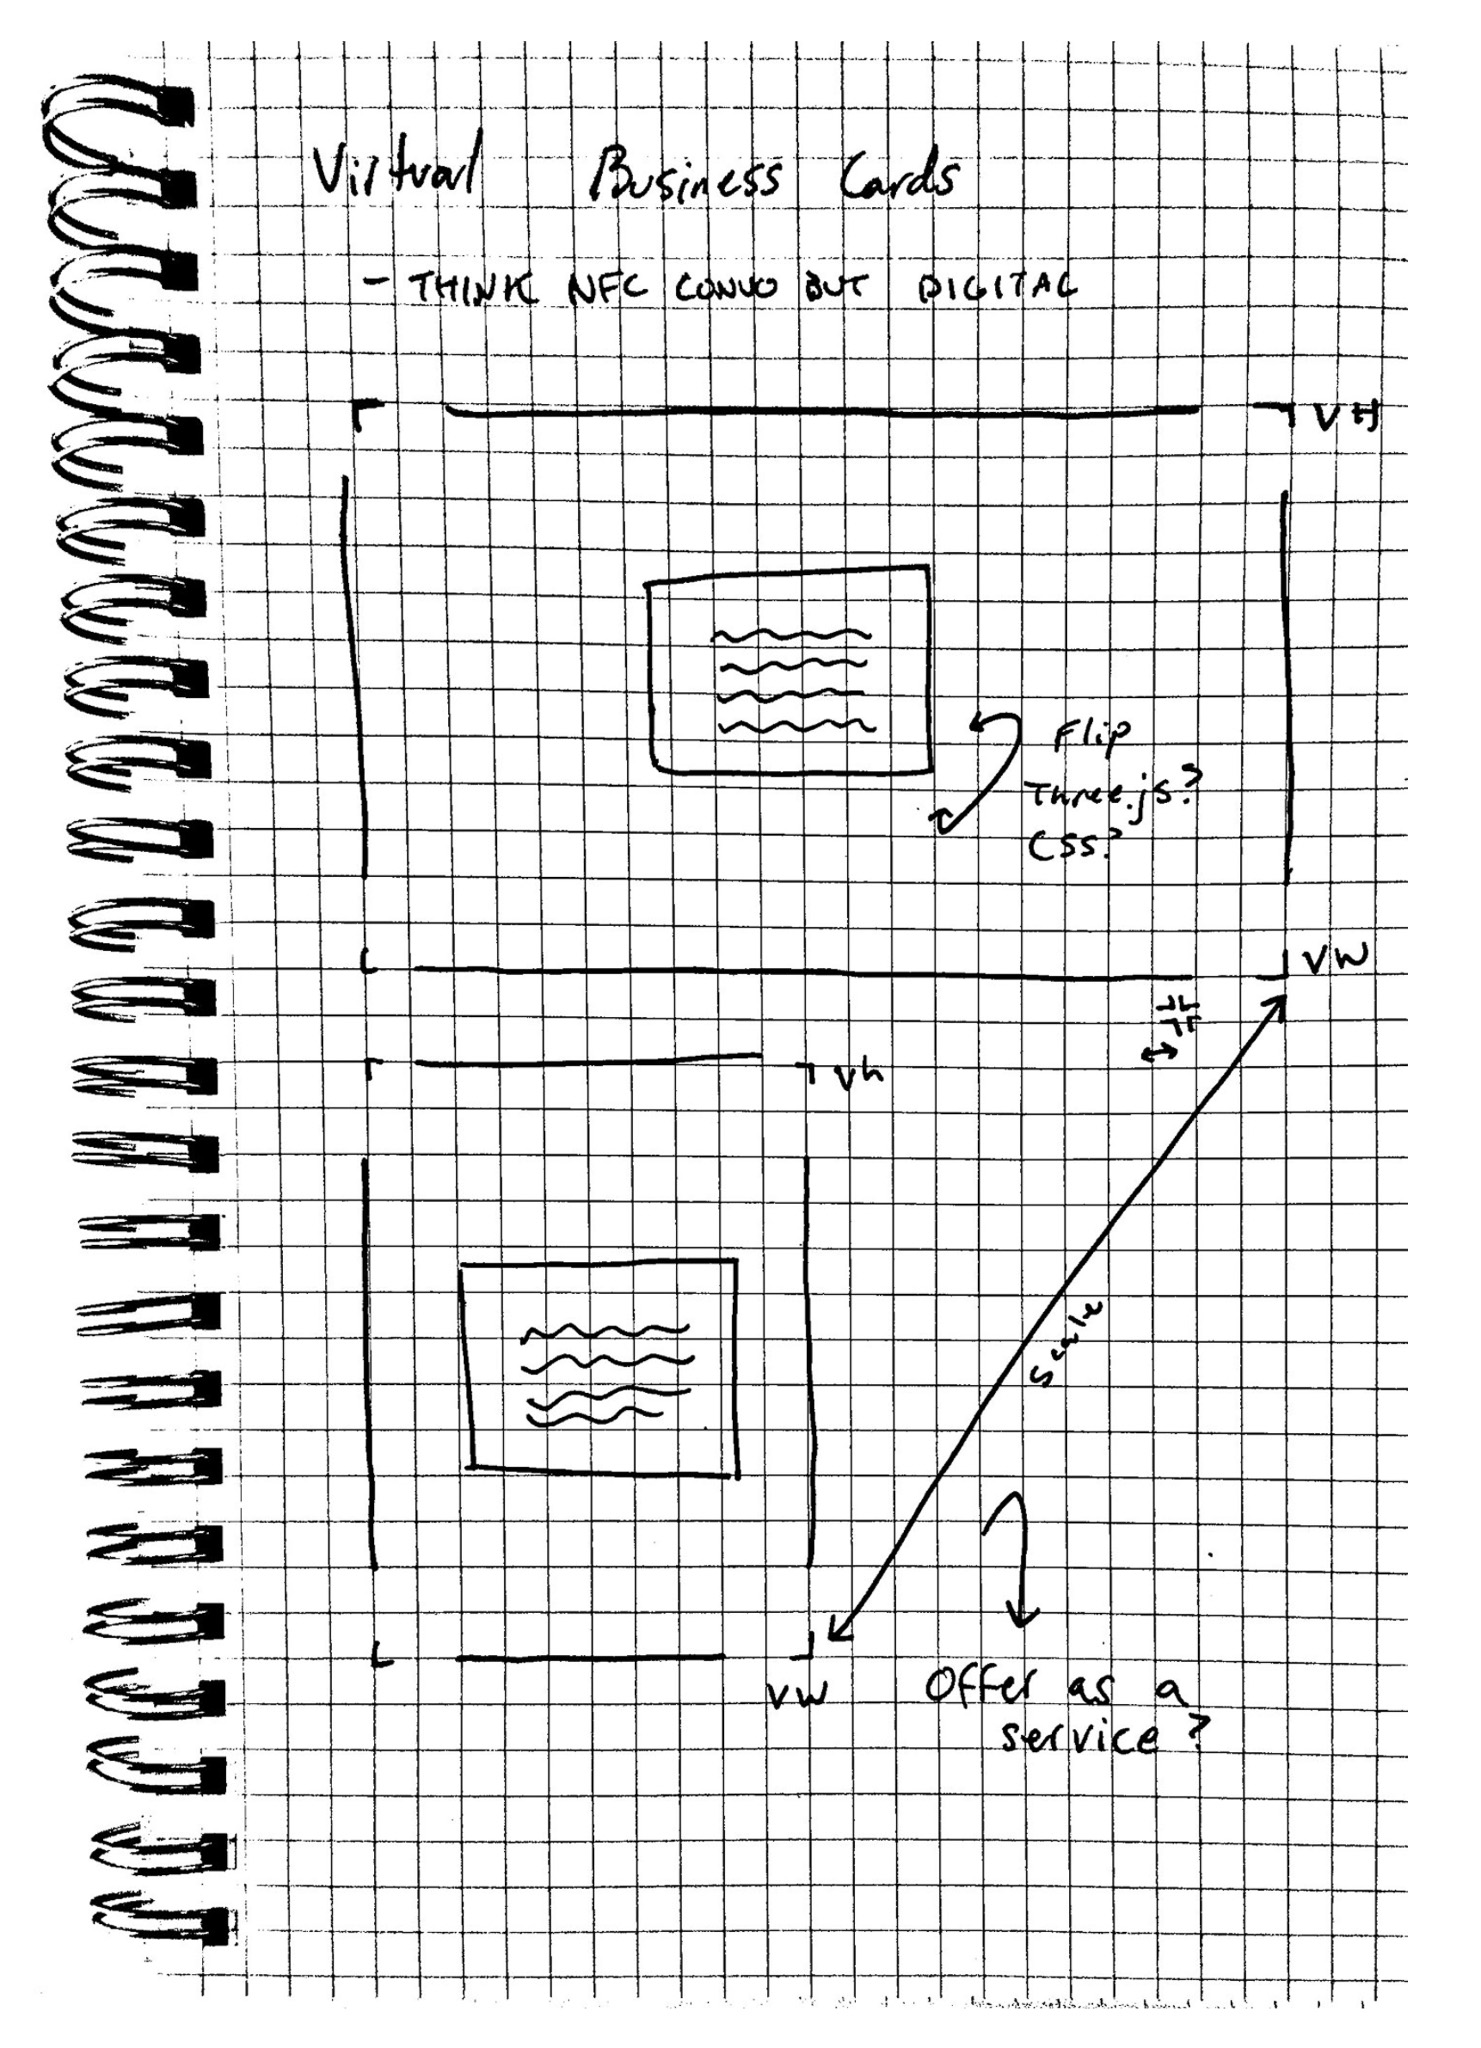 Virtual Business Cards
- THINK NFC CONVO BUT DIGITAL
VH
Flip
Three.js?
CSS?
VW
Vh
Scale
VW
Offer as a
service?